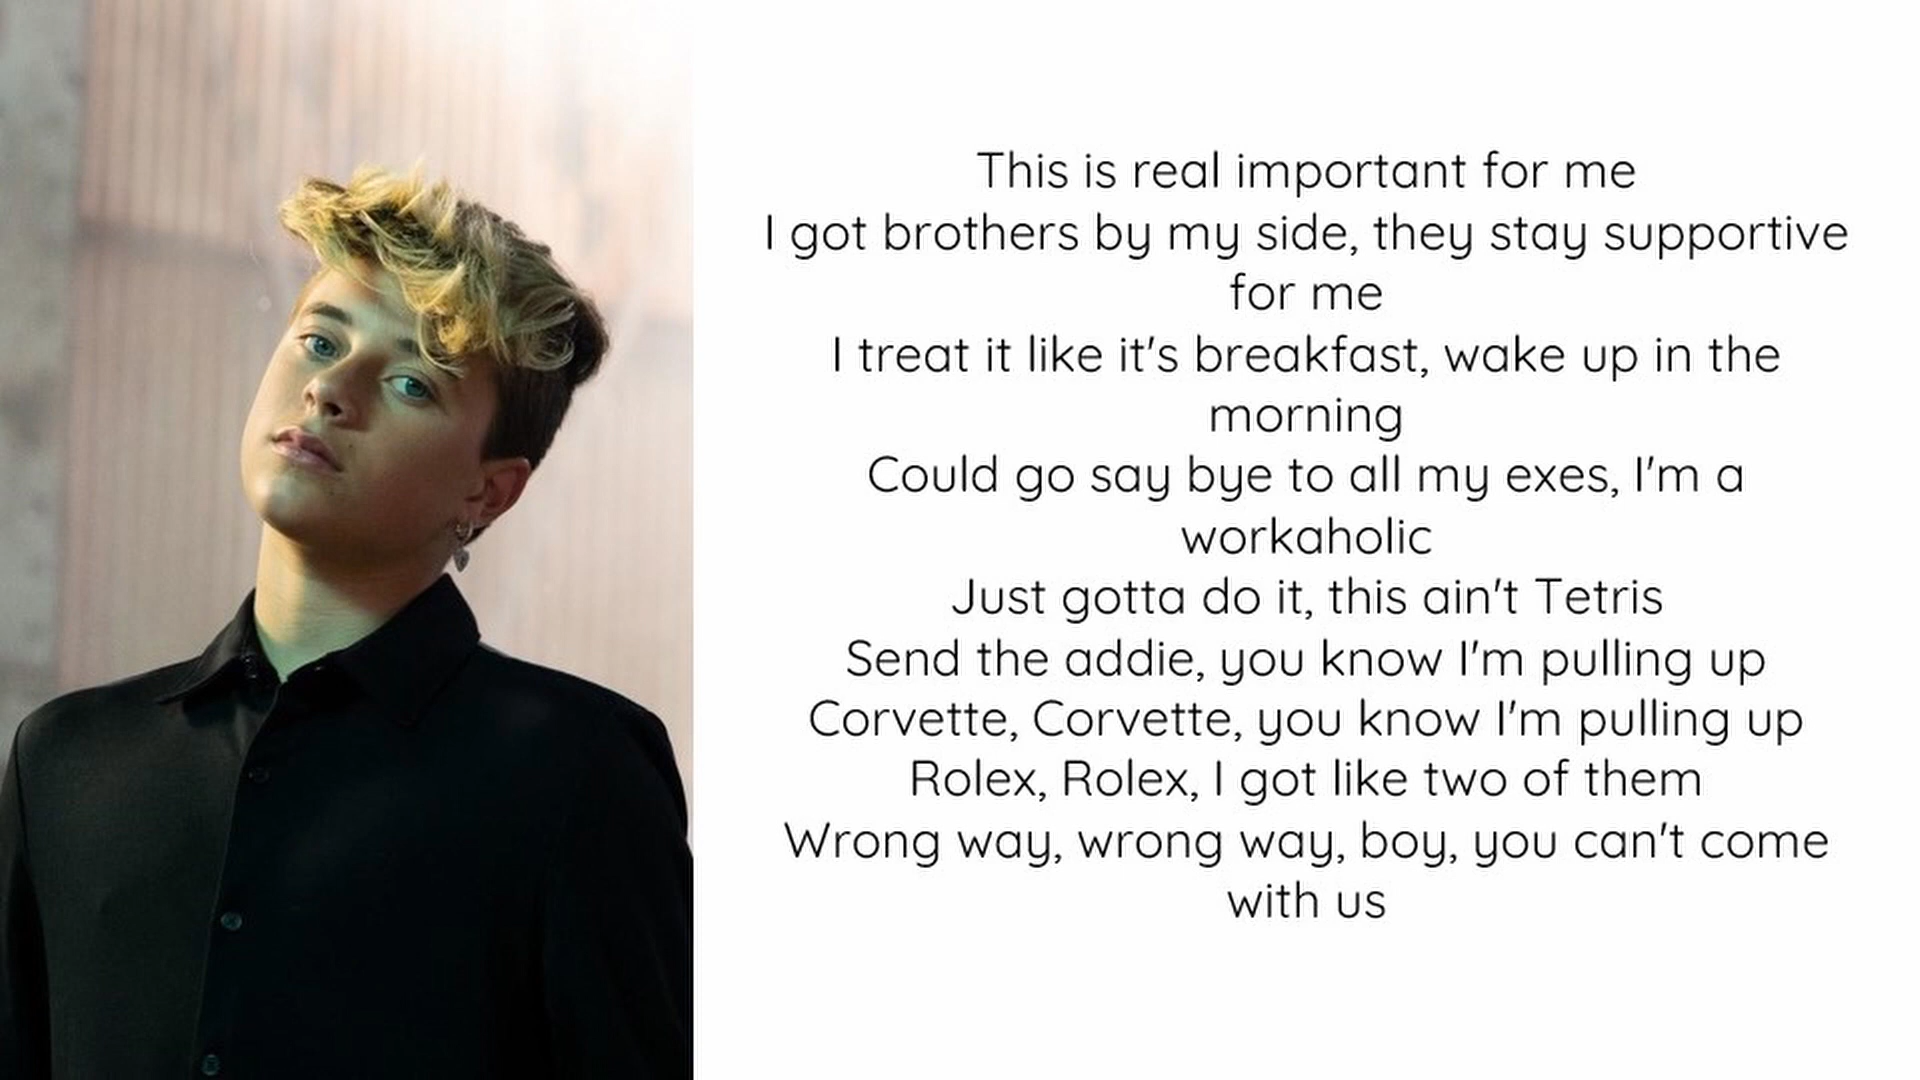 This is real important for me
I got brothers by my side, they stay supportive
for me
I treat it like it's breakfast, wake up in the
morning
Could go say bye to all my exes, I'm a
workaholic
Just gotta do it, this ain't Tetris
Send the addie, you know I'm pulling up
Corvette, Corvette, you know I'm pulling up
Rolex, Rolex, I got like two of them
Wrong way, wrong way, boy, you can't come
with us